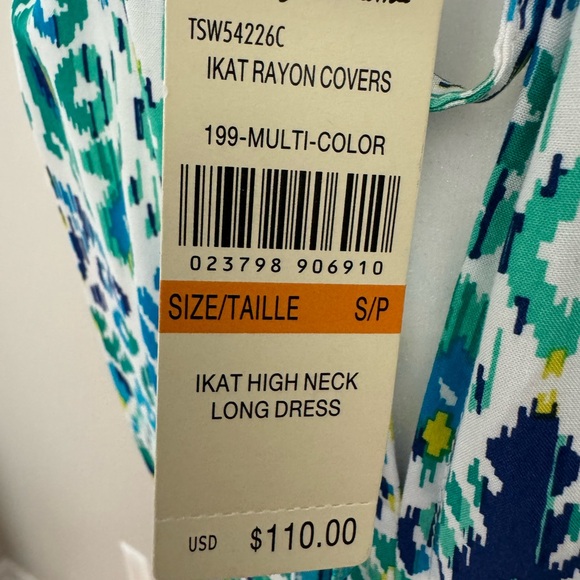 TSW54226C
IKAT RAYON COVERS
199-MULTI-COLOR
023798 906910
SIZE/TAILLE S/P
IKAT HIGH NECK
LONG DRESS
USD $110.00